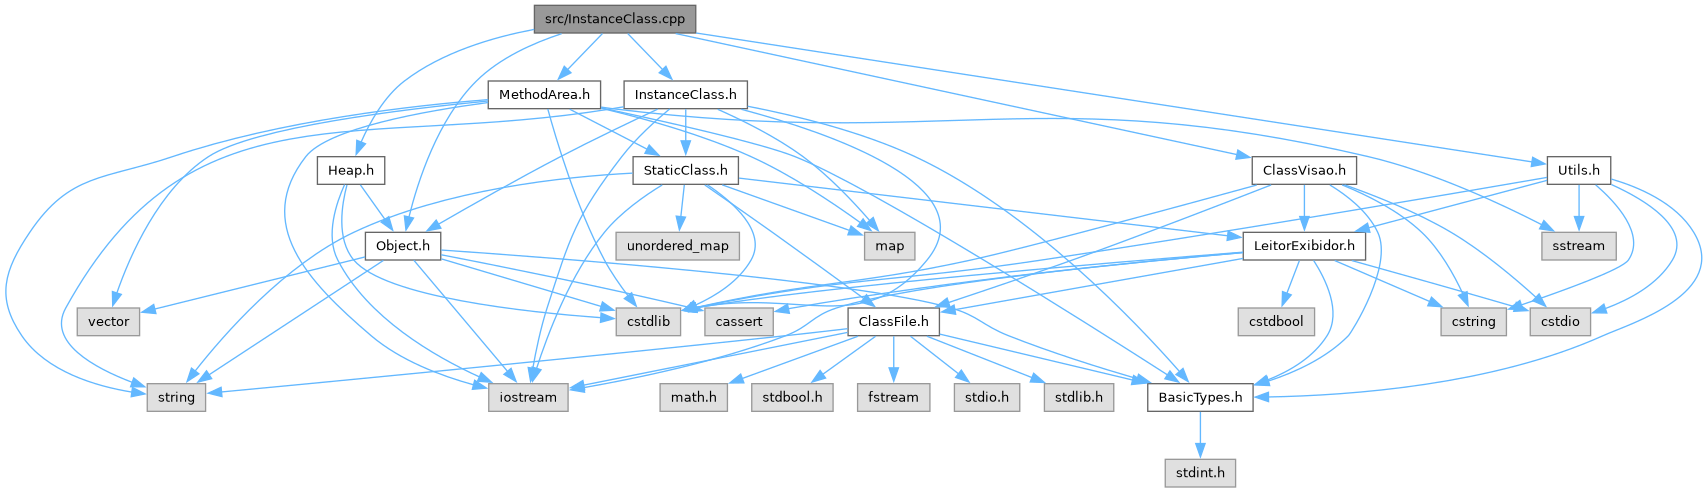 src/InstanceClass.cpp
MethodArea.h
InstanceClass.h
Heap.h
StaticClass.h
ClassVisao.h
Utils.h
Object.h
unordered_map
map
LeitorExibidor.h
sstream
vector
cstdlib
cassert
ClassFile.h
cstdbool
cstring
cstdio
string
iostream
math.h
stdbool.h
fstream
stdio.h
stdlib.h
BasicTypes.h
stdint.h